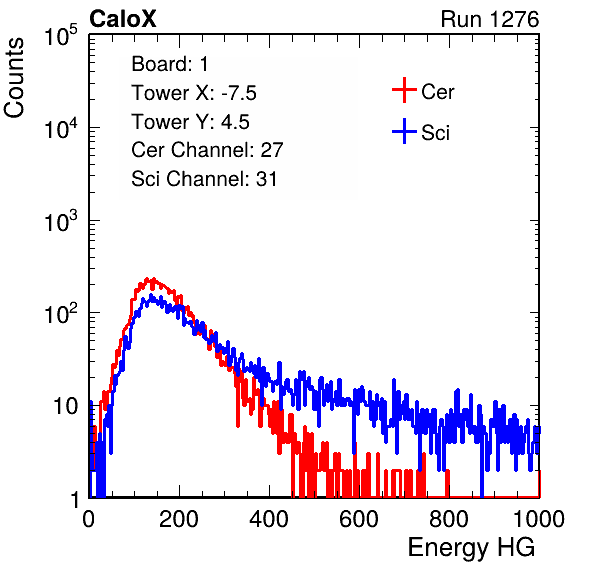 CaloX Run 1276
Counts
Board: 1
Tower X: -7.5
Tower Y: 4.5
Cer Channel: 27
Sci Channel: 31
Cer
Sci
10^5
10^4
10^3
10^2
10
1
0 200 400 600 800 1000
Energy HG